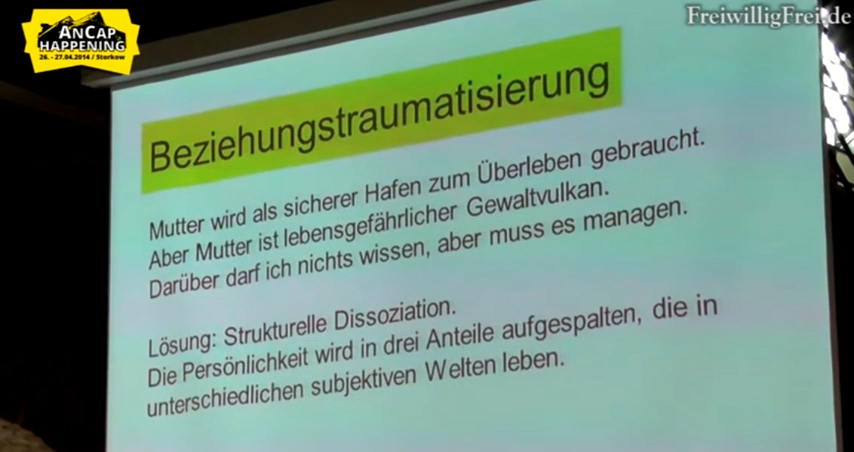 AnCap
Happening
26. - 27.04.2014 / Storkow
FreiwilligFrei.de
Beziehungstraumatisierung
Mutter wird als sicherer Hafen zum Überleben gebraucht.
Aber Mutter ist lebensgefährlicher Gewaltvulkan.
Darüber darf ich nichts wissen, aber muss es managen.
Lösung: Strukturelle Dissoziation.
Die Persönlichkeit wird in drei Anteile aufgespalten, die in
unterschiedlichen subjektiven Welten leben.